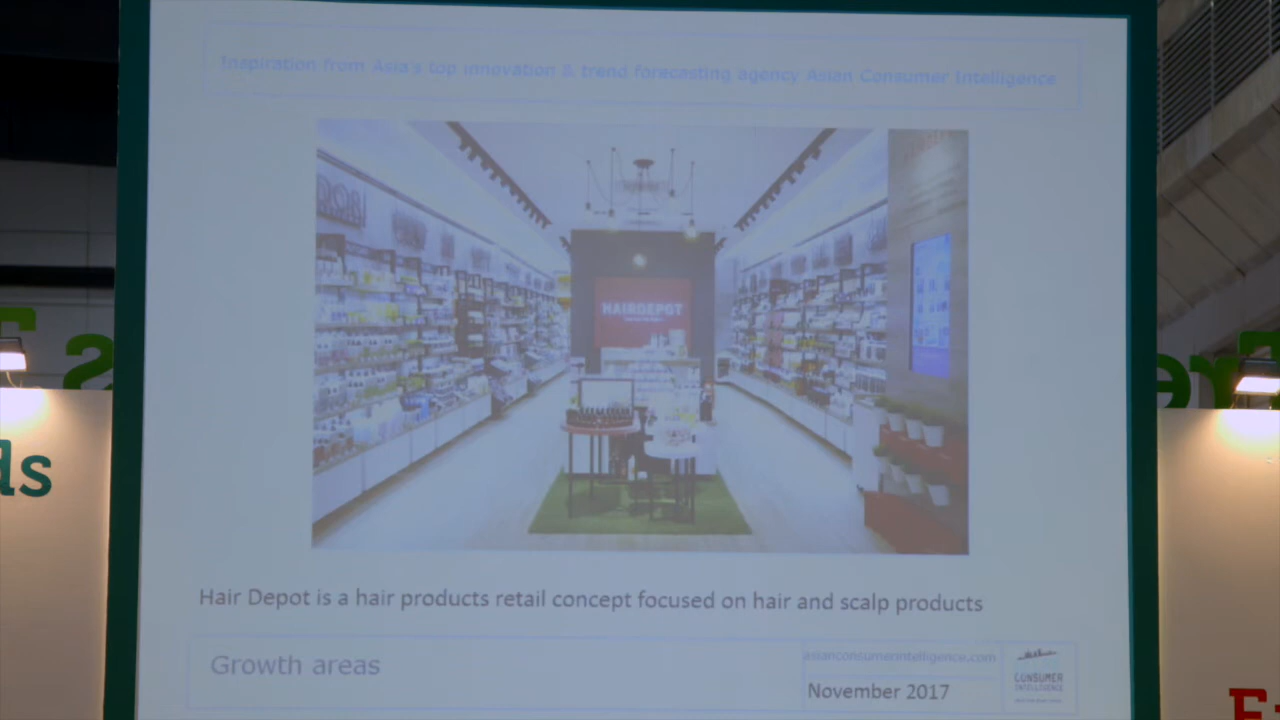 Inspiration from Asia's top innovation & trend forecasting agency Asian Consumer Intelligence
HAIRDEPOT
Hair Depot is a hair products retail concept focused on hair and scalp products
Growth areas
asianconsumerintelligence.com
November 2017
CONSUMER
INTELLIGENCE
ds